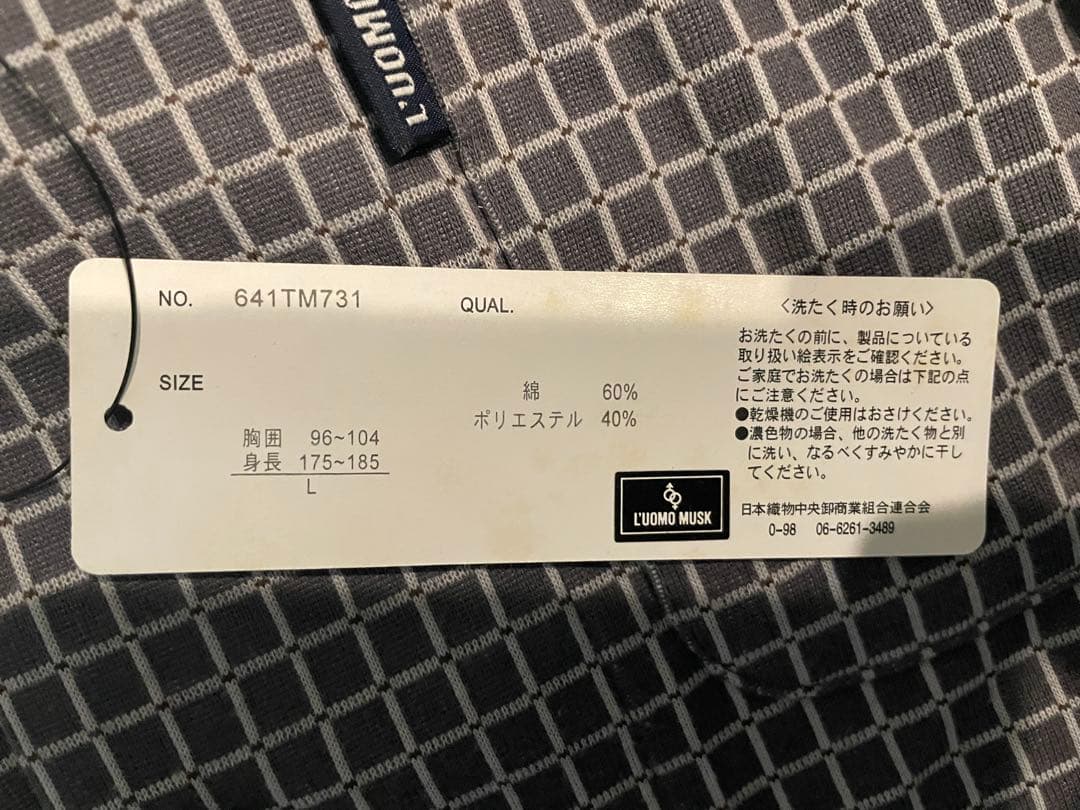 L'UOMO
NO. 641TM731
SIZE
胸囲 96~104
身長 175~185
L
QUAL.
綿 60%
ポリエステル 40%
L'UOMO MUSK
〈洗たく時のお願い〉
お洗たくの前に、製品についている
取り扱い絵表示をご確認ください。
ご家庭でお洗たくの場合は下記の点
にご注意ください。
●乾燥機のご使用はおさけください。
●濃色物の場合、他の洗たく物と別
に洗い、なるべくすみやかに干し
てください。
日本織物中央卸商業組合連合会
0-98 06-6261-3489